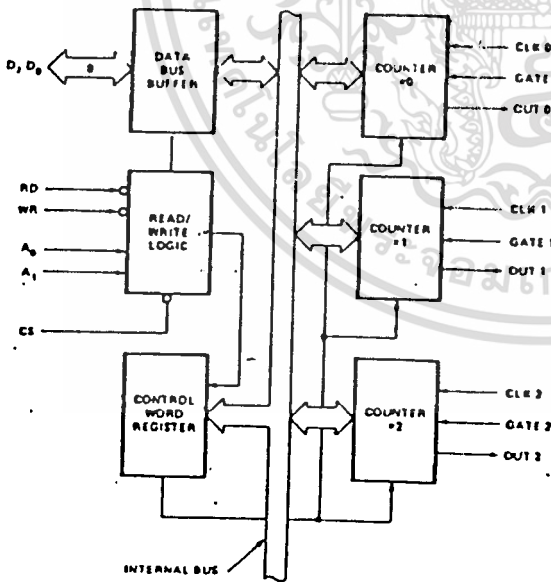 D₇ D₀
8
DATA
BUS
BUFFER
RD
WR
A₀
A₁
CS
READ/
WRITE
LOGIC
CONTROL
WORD
REGISTER
INTERNAL BUS
COUNTER
#0
CLK 0
GATE
OUT 0
COUNTER
#1
CLK 1
GATE 1
OUT 1
COUNTER
#2
CLK 2
GATE 2
OUT 2